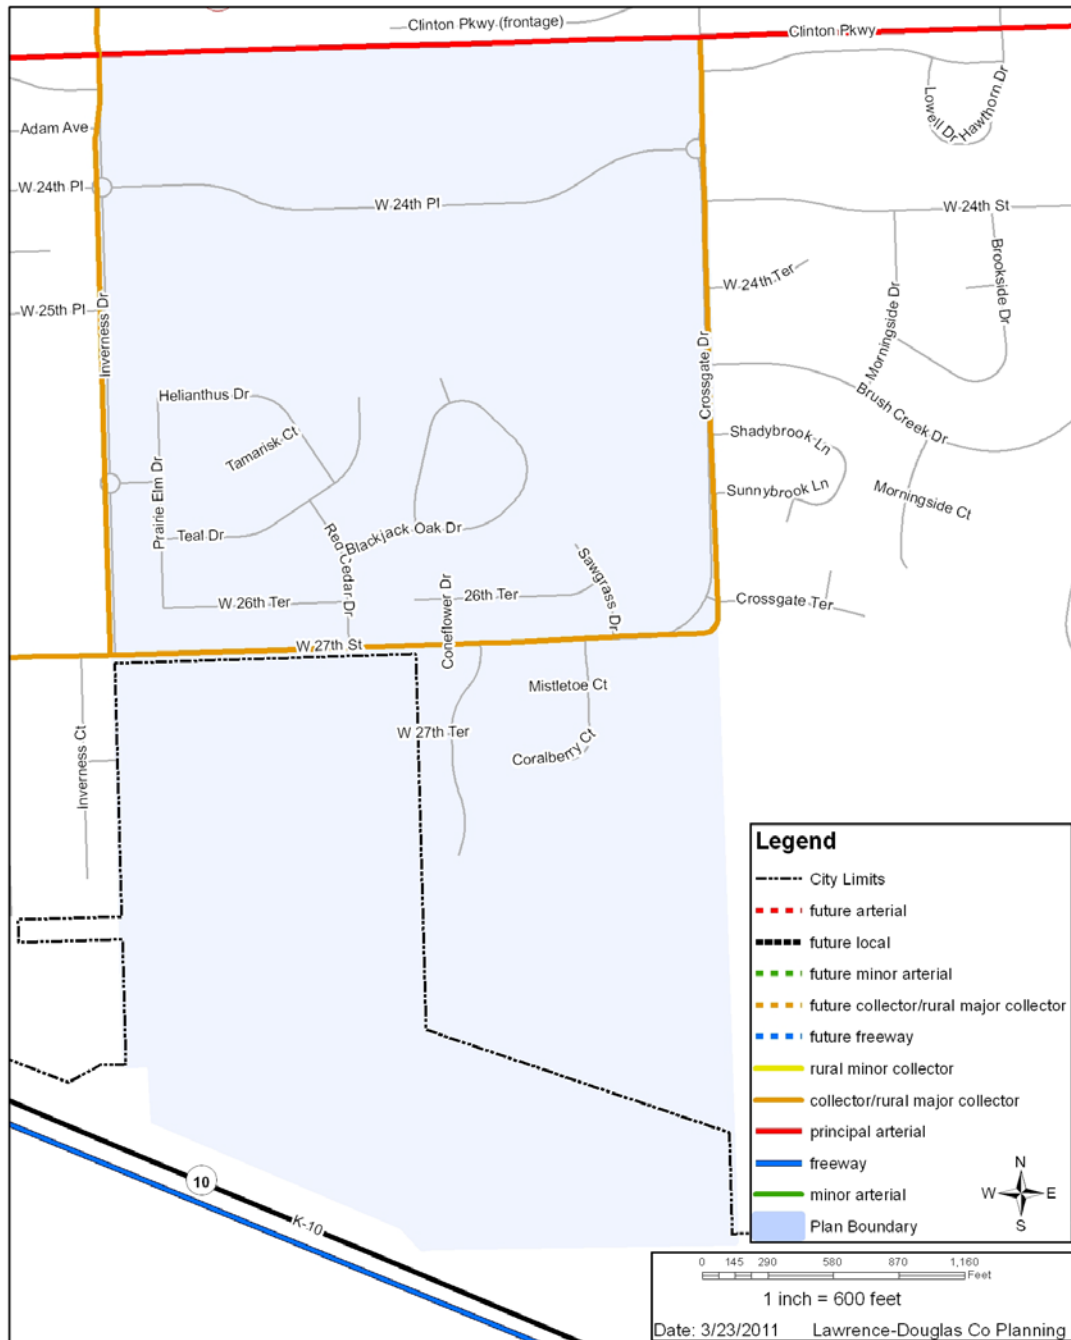 Clinton Pkwy (frontage)
Clinton Pkwy
Lowell Dr
Hawthorn Dr
Adam Ave
W 24th Pl
W 24th Pl
W 24th St
Brookside Dr
W 24th Ter
Morningside Dr
W 25th Pl
Inverness Dr
Crossgate Dr
Helianthus Dr
Brush Creek Dr
Tamarisk Ct
Shadybrook Ln
Prairie Elm Dr
Sunnybrook Ln
Morningside Ct
Teal Dr
Red Cedar Dr
Blackjack Oak Dr
Sawgrass Dr
W 26th Ter
Coneflower Dr
26th Ter
Crossgate Ter
W 27th St
Mistletoe Ct
W 27th Ter
Coralberry Ct
Inverness Ct
10
K-10
Legend
City Limits
future arterial
future local
future minor arterial
future collector/rural major collector
future freeway
rural minor collector
collector/rural major collector
principal arterial
freeway
minor arterial
Plan Boundary
N
W E
S
0 145 290 580 870 1,160
Feet
1 inch = 600 feet
Date: 3/23/2011 Lawrence-Douglas Co Planning